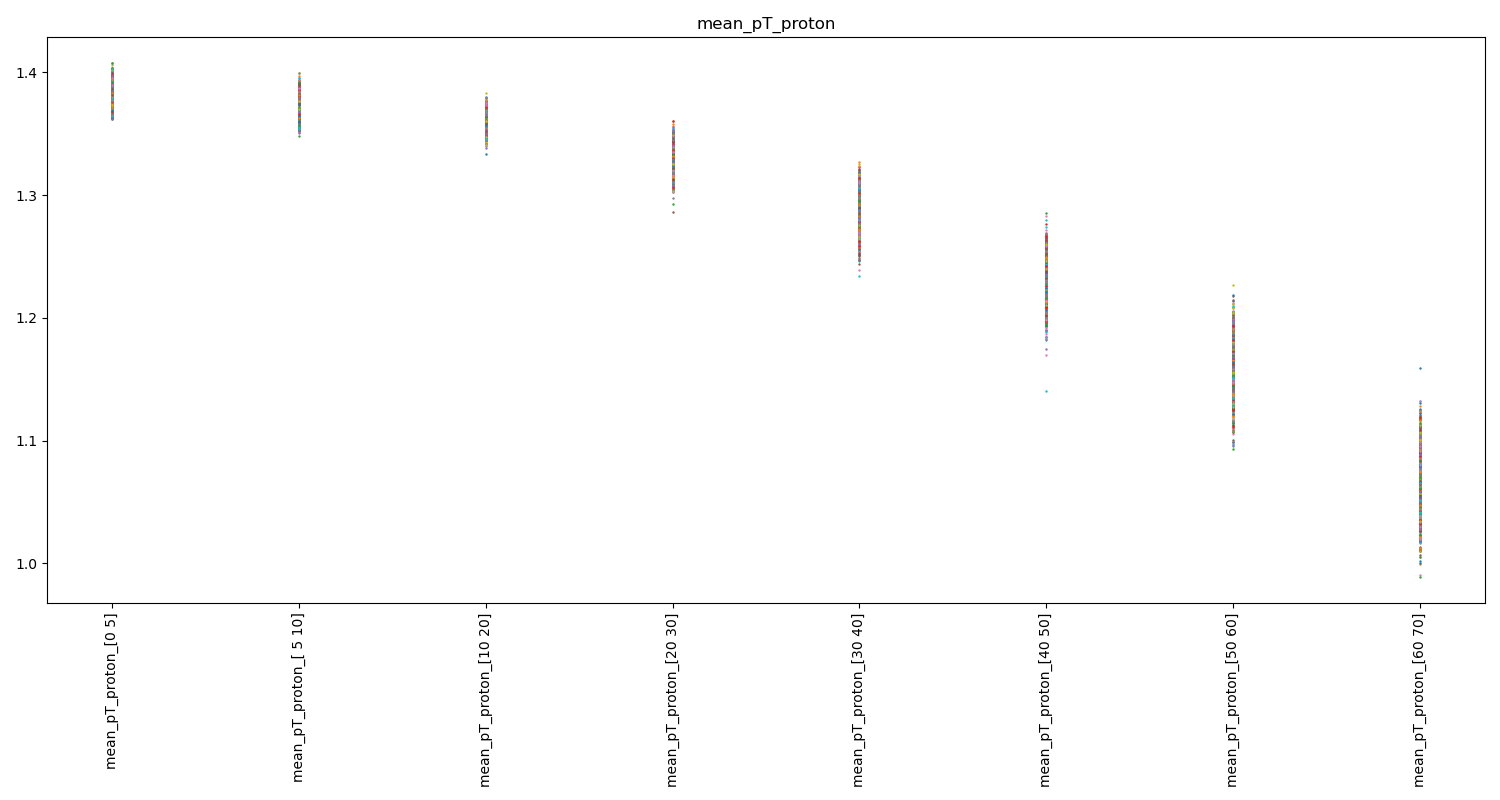 mean_pT_proton
1.4
1.3
1.2
1.1
1.0
mean_pT_proton_[0 5]
mean_pT_proton_[ 5 10]
mean_pT_proton_[10 20]
mean_pT_proton_[20 30]
mean_pT_proton_[30 40]
mean_pT_proton_[40 50]
mean_pT_proton_[50 60]
mean_pT_proton_[60 70]